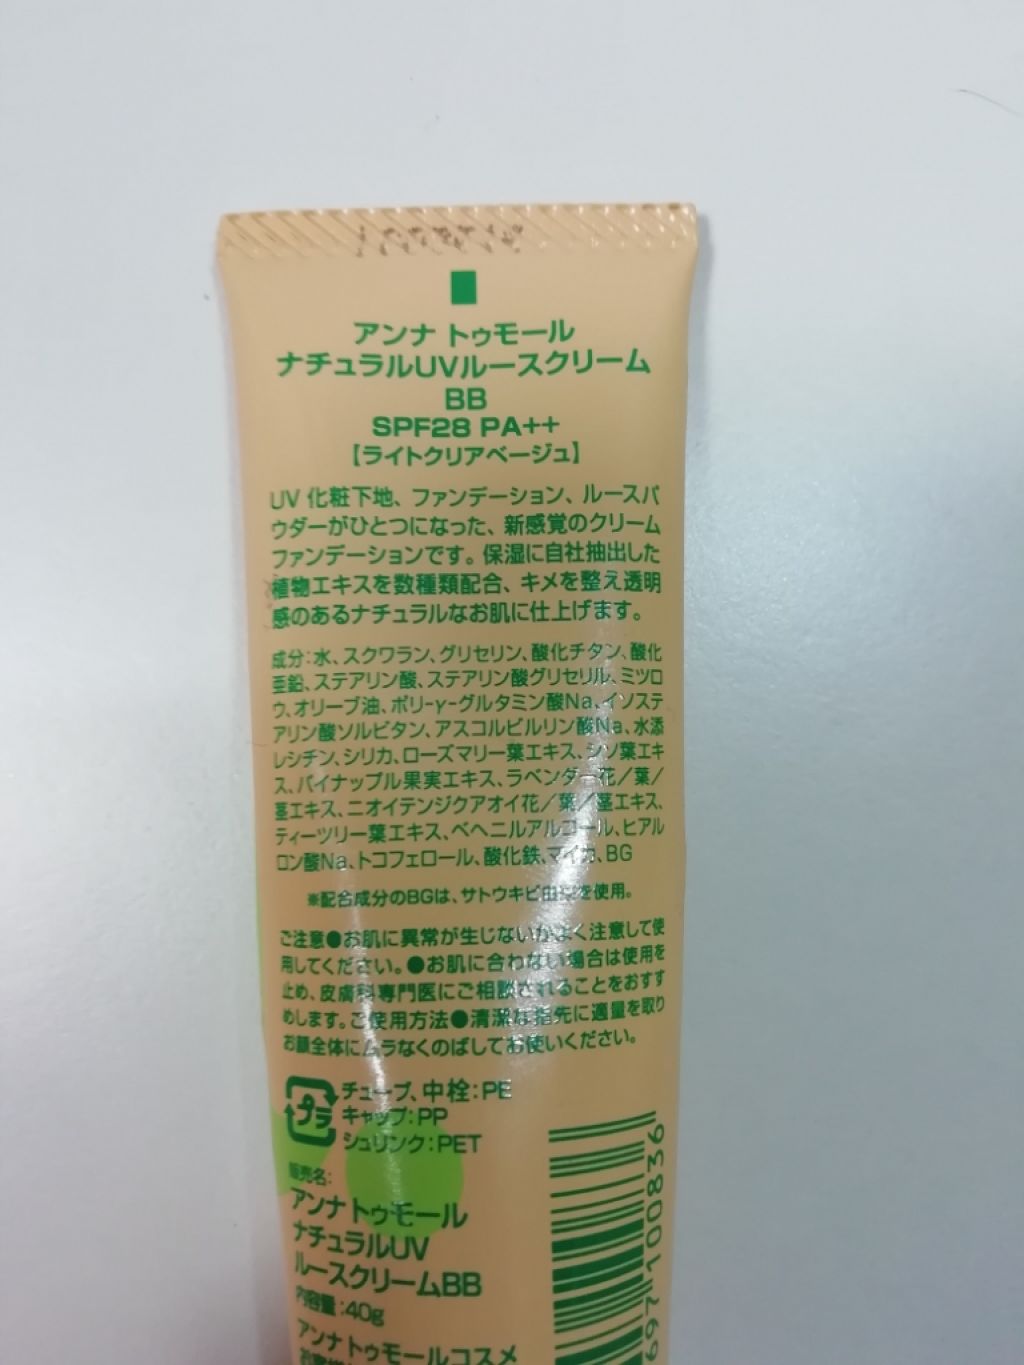 アンナ トゥモール
ナチュラルUVルースクリーム
BB
SPF28 PA++
【ライトクリアベージュ】
UV 化粧下地、ファンデーション、ルースパ
ウダーがひとつになった、新感覚のクリーム
ファンデーションです。保湿に自社抽出した
植物エキスを数種類配合、キメを整え透明
感のあるナチュラルなお肌に仕上げます。
成分:水、スクワラン、グリセリン、酸化チタン、酸化
亜鉛、ステアリン酸、ステアリン酸グリセリル、ミツロ
ウ、オリーブ油、ポリ-γ-グルタミン酸Na、イソステ
アリン酸ソルビタン、アスコルビルリン酸Na、水添
レシチン、シリカ、ローズマリー葉エキス、シソ葉エキ
ス、パイナップル果実エキス、ラベンダー花/葉/
茎エキス、ニオイテンジクアオイ花/葉/茎エキス、
ティーツリー葉エキス、ベヘニルアルコール、ヒアル
ロン酸Na、トコフェロール、酸化鉄、マイカ、BG
※配合成分のBGは、サトウキビ由来を使用。
ご注意●お肌に異常が生じないかよく注意して使
用してください。●お肌に合わない場合は使用を
止め、皮膚科専門医にご相談されることをおすす
めします。ご使用方法●清潔な指先に適量を取り
お顔全体にムラなくのばしてお使いください。
プラ
チューブ、中栓:PE
キャップ:PP
シュリンク:PET
販売名:
アンナ トゥモール
ナチュラルUV
ルースクリームBB
内容量:40g
アンナ トゥモールコスメ
697100836